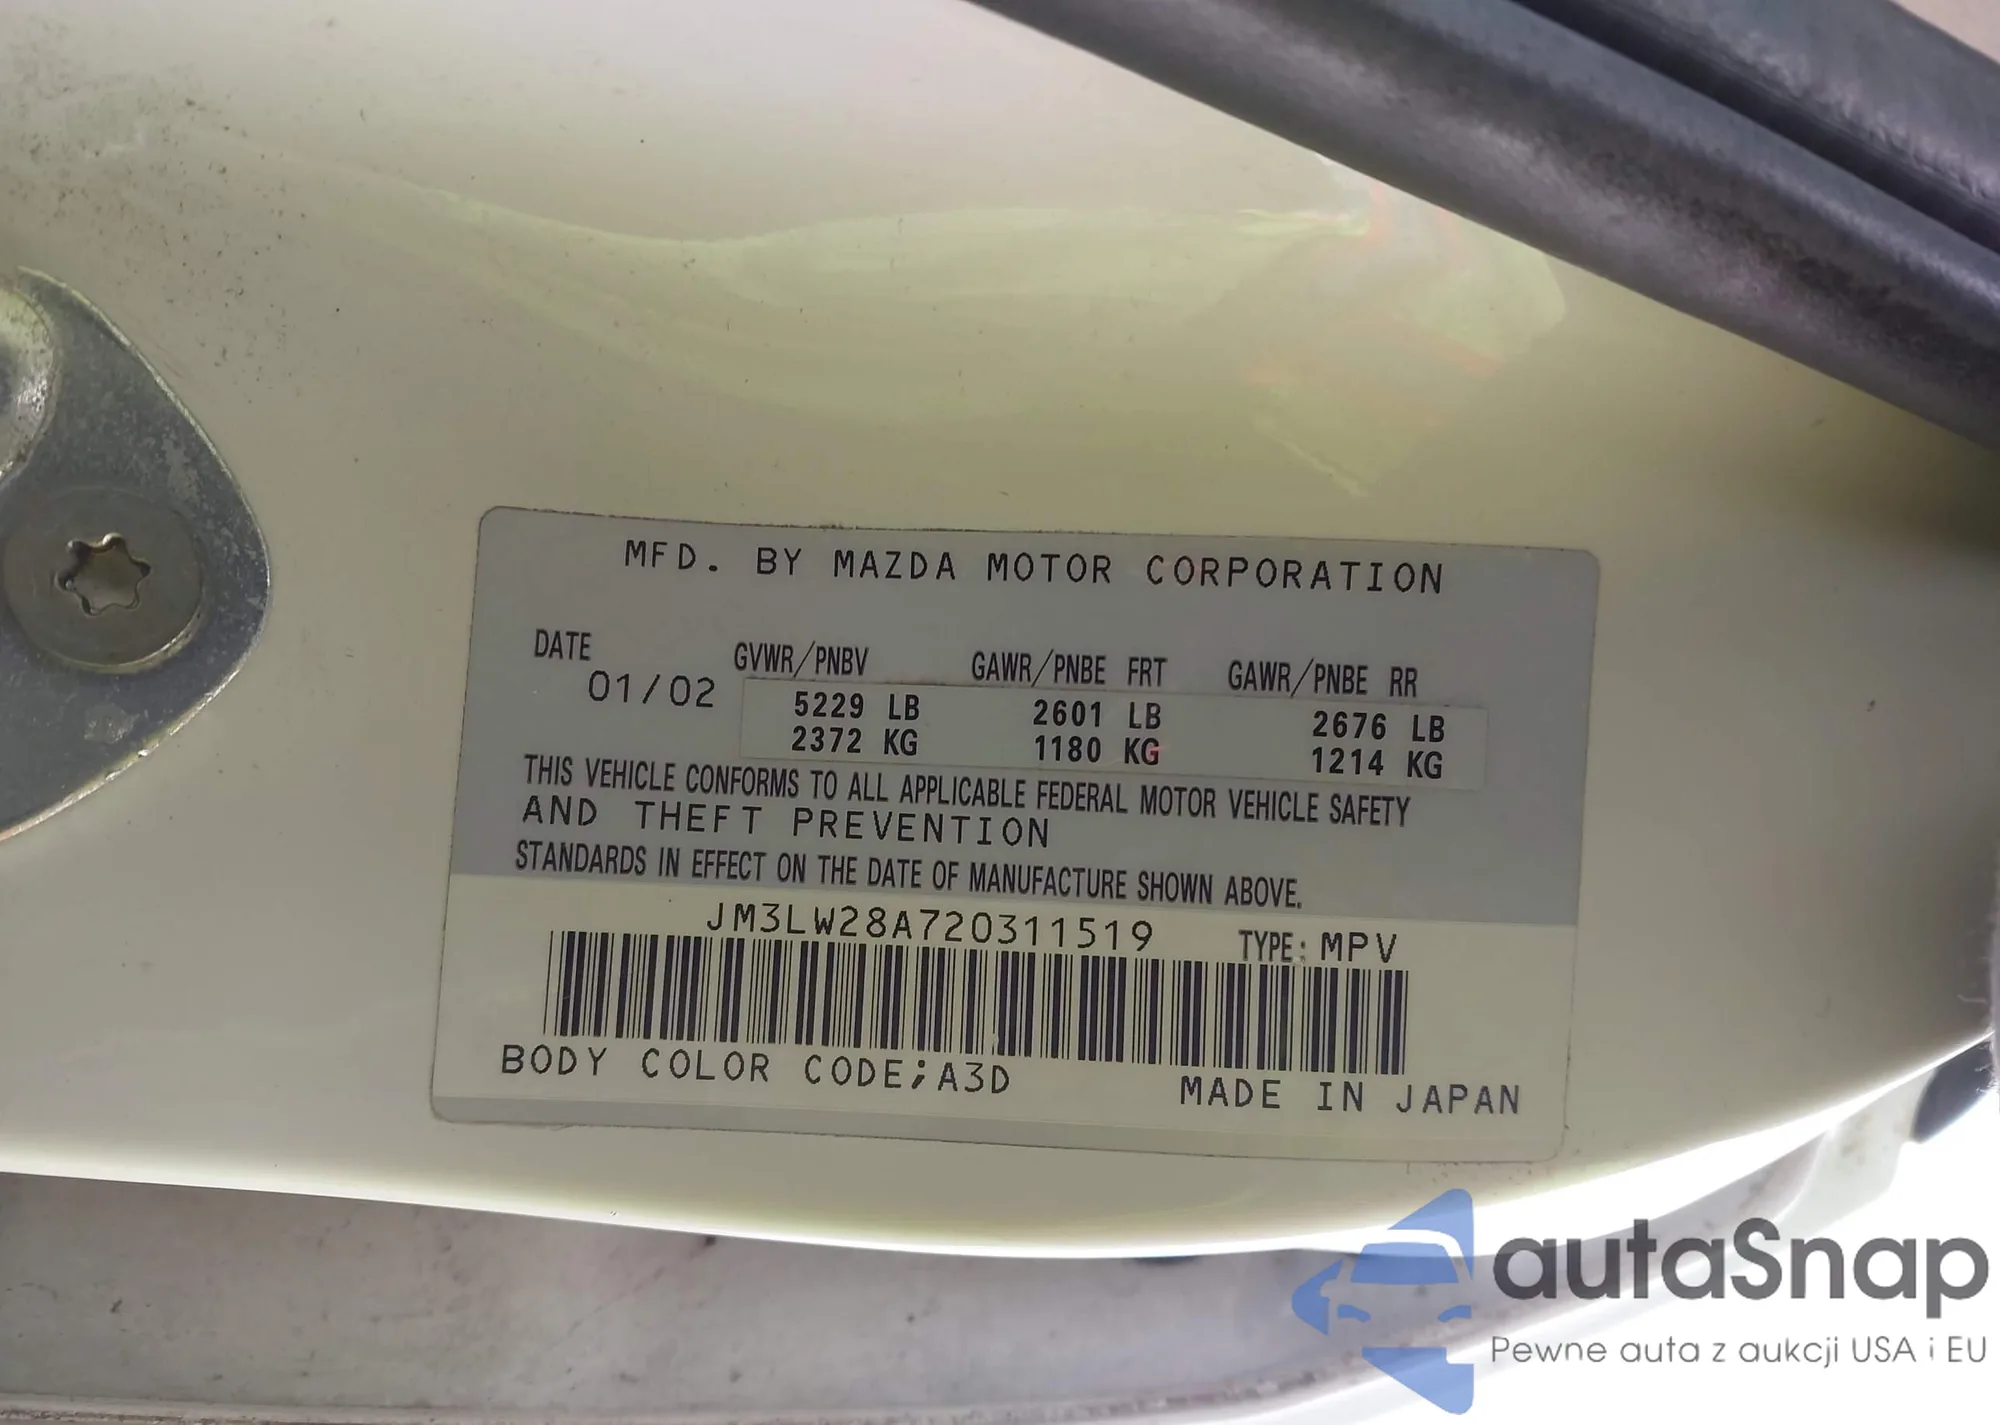 MFD. BY MAZDA MOTOR CORPORATION
DATE GVWR/PNBV GAWR/PNBE FRT GAWR/PNBE RR
01/02 5229 LB 2601 LB 2676 LB
2372 KG 1180 KG 1214 KG
THIS VEHICLE CONFORMS TO ALL APPLICABLE FEDERAL MOTOR VEHICLE SAFETY
AND THEFT PREVENTION
STANDARDS IN EFFECT ON THE DATE OF MANUFACTURE SHOWN ABOVE.
JM3LW28A720311519 TYPE: MPV
BODY COLOR CODE;A3D MADE IN JAPAN
autaSnap
Pewne auta z aukcji USA i EU